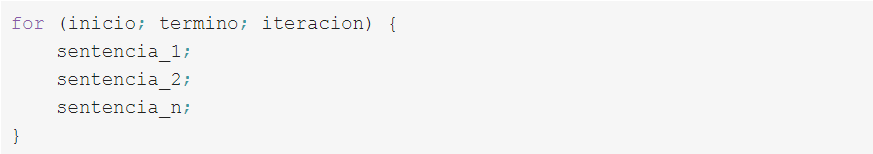 for (inicio; termino; iteracion) {
    sentencia_1;
    sentencia_2;
    sentencia_n;
}